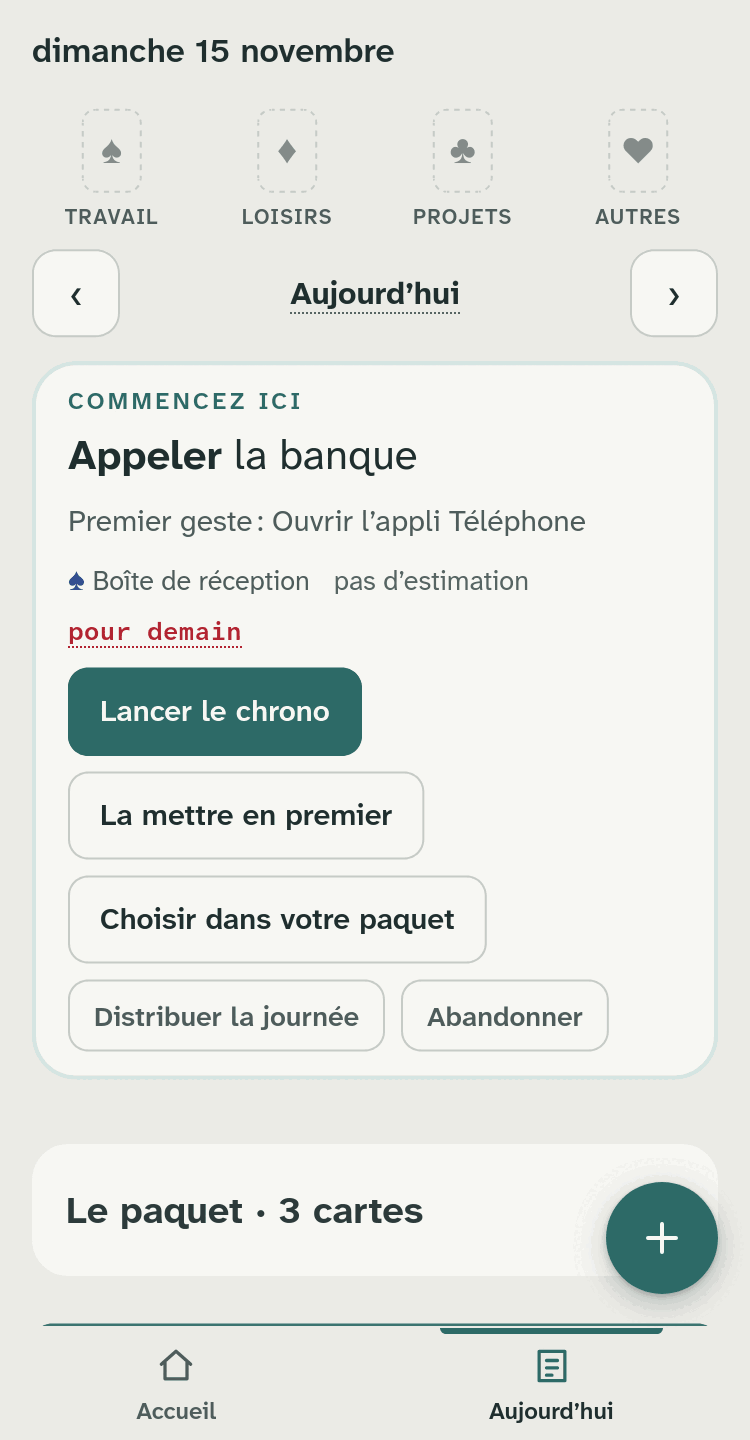 dimanche 15 novembre
♠ ♦ ♣ ♥
TRAVAIL LOISIRS PROJETS AUTRES
‹ Aujourd’hui ›
COMMENCEZ ICI
Appeler la banque
Premier geste : Ouvrir l’appli Téléphone
♠ Boîte de réception pas d’estimation
pour demain
Lancer le chrono
La mettre en premier
Choisir dans votre paquet
Distribuer la journée Abandonner
Le paquet · 3 cartes
+
Accueil Aujourd’hui